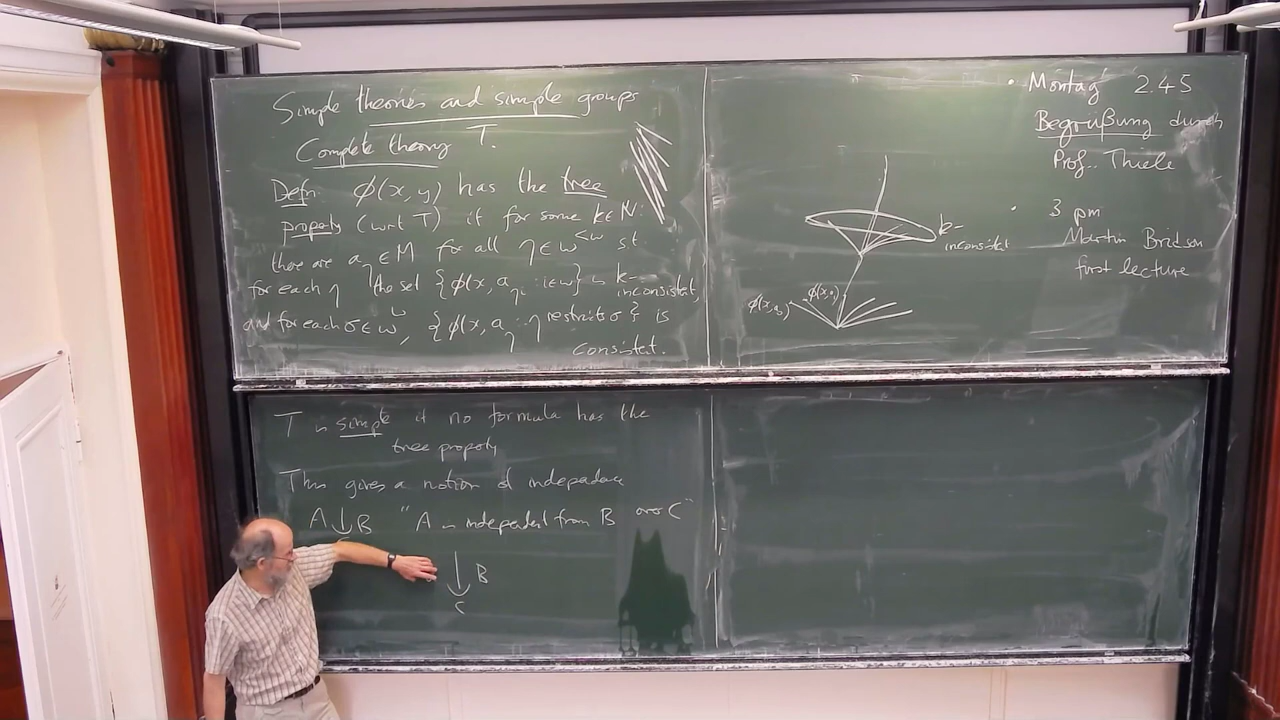 Simple theories and simple groups
Complete theory T.
Defn: φ(x, y) has the tree
property (wrt T) if for some k∈N:
there are a_η ∈ M for all η ∈ ω^{<ω} s.t.
for each η the set {φ(x, a_{ηi} : i∈ω} is k-inconsistent,
and for each σ ∈ ω^ω, {φ(x, a_η : η restricts σ} is
consistent.
φ(x,a_0) φ(x,a_1)
k-
inconsistent
• Montag 2.45
Begrüßung durch
Prof. Thiele
• 3 pm
Martin Bridson
first lecture
T is simple if no formula has the
tree property
This gives a notion of independence
A ↓ B "A is independent from B over C"
C
↓ B
C